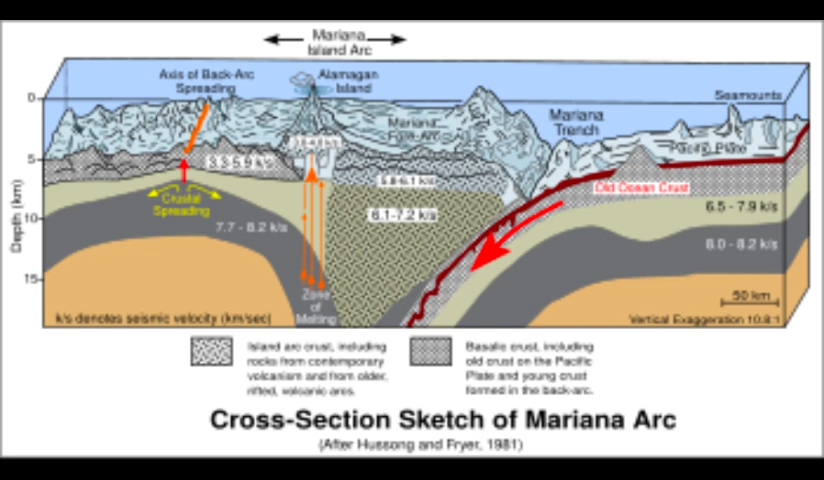 Mariana
Island Arc
Axis of Back-Arc
Spreading
Alamagan
Island
Seamounts
Mariana
Fore-Arc
Mariana
Trench
Pacific Plate
0
5
10
15
Depth (km)
5.8-6.1 k/s
6.1-7.2 k/s
Old Ocean Crust
6.5 - 7.9 k/s
Crustal
Spreading
7.7 - 8.2 k/s
8.0 - 8.2 k/s
Zone
of
Melting
50 km
k/s denotes seismic velocity (km/sec)
Vertical Exaggeration 10.8:1
Island arc crust, including
rocks from contemporary
volcanism and from older,
rifted, volcanic arcs.
Basaltic crust, including
old crust on the Pacific
Plate and young crust
formed in the back-arc.
Cross-Section Sketch of Mariana Arc
(After Hussong and Fryer, 1981)